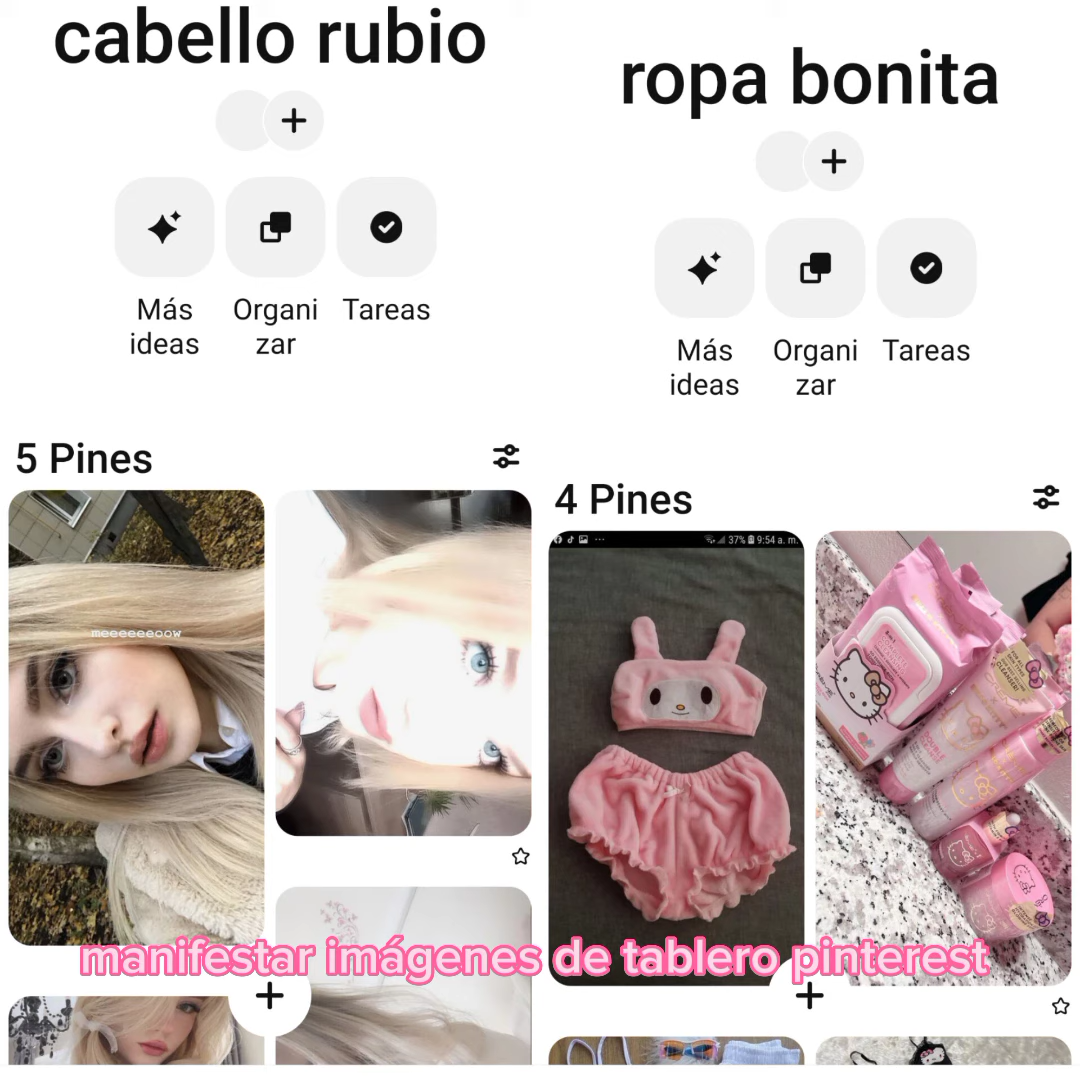 cabello rubio
Más
ideas
Organi
zar
Tareas
5 Pines
meeeeeeoow
ropa bonita
Más
ideas
Organi
zar
Tareas
4 Pines
37% 9:54 a. m.
CLEANSER!
manifestar imágenes de tablero pinterest